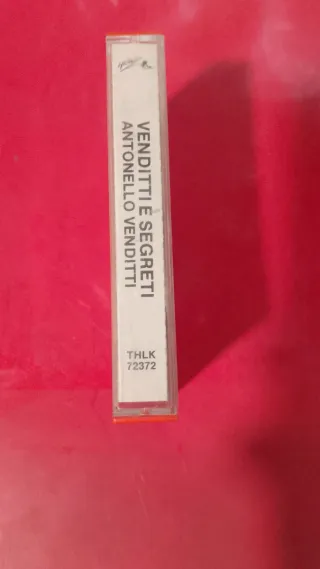 VENDITTI E SEGRETI
ANTONELLO VENDITTI
THLK
72372